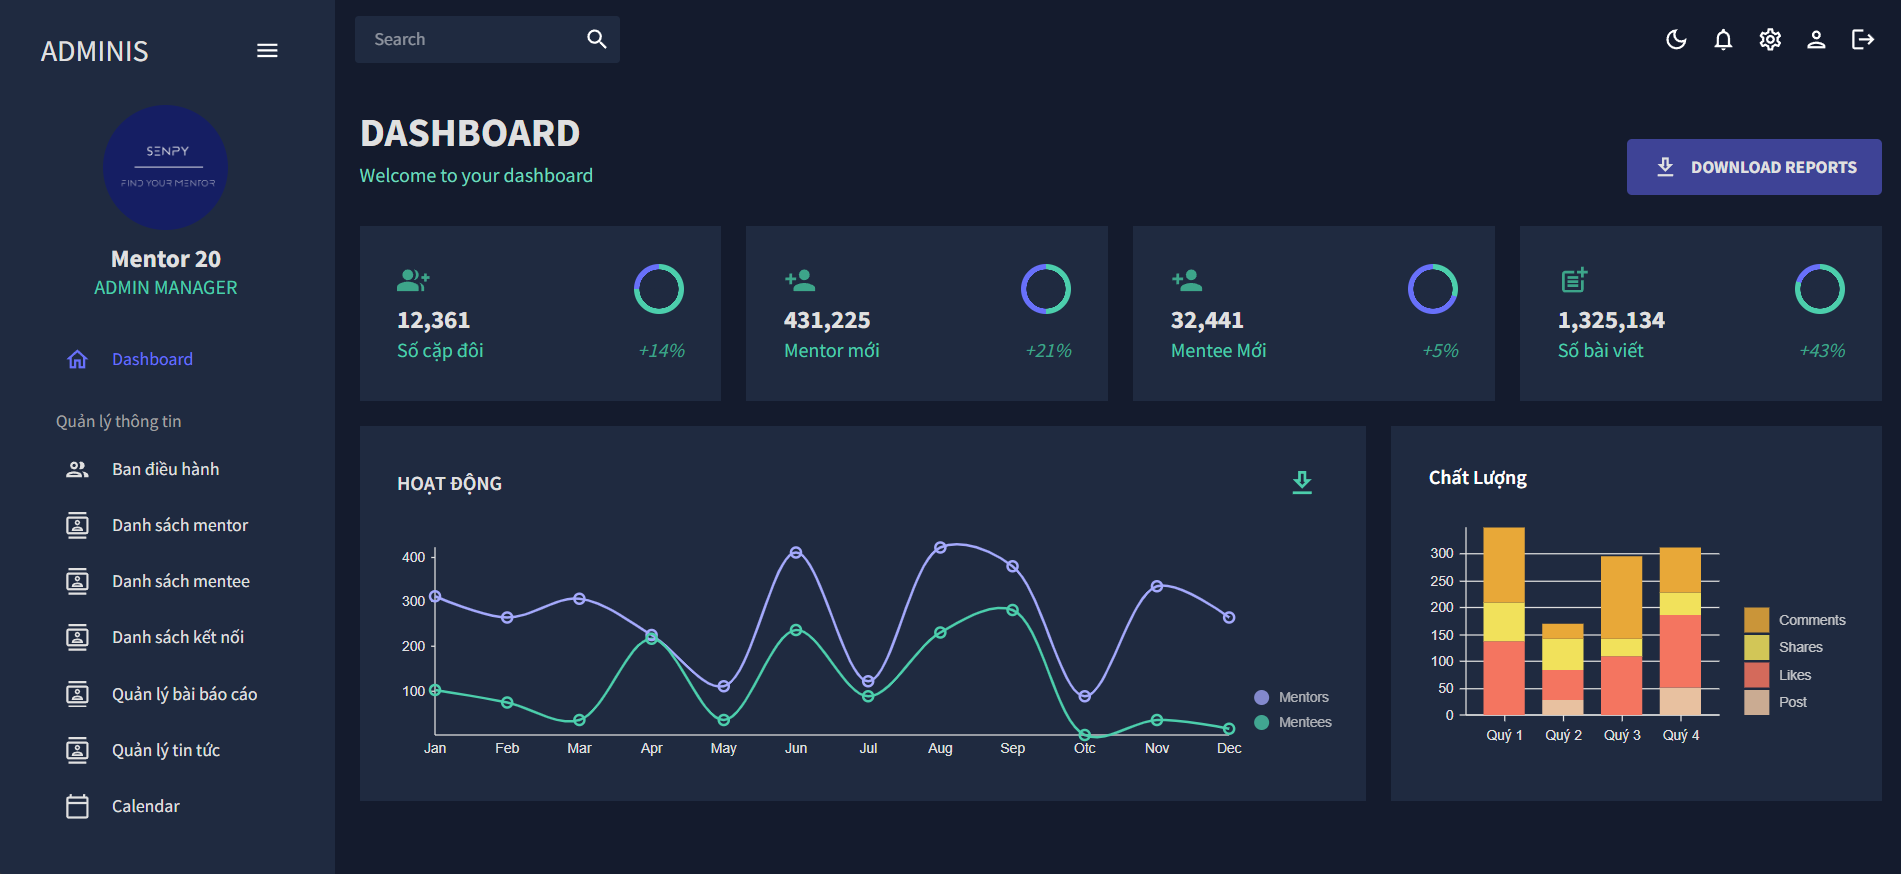 ADMINIS
SENPY
FIND YOUR MENTOR
Mentor 20
ADMIN MANAGER
Dashboard
Quản lý thông tin
Ban điều hành
Danh sách mentor
Danh sách mentee
Danh sách kết nối
Quản lý bài báo cáo
Quản lý tin tức
Calendar
Search
DASHBOARD
Welcome to your dashboard
DOWNLOAD REPORTS
12,361
Số cặp đôi
+14%
431,225
Mentor mới
+21%
32,441
Mentee Mới
+5%
1,325,134
Số bài viết
+43%
HOẠT ĐỘNG
400
300
200
100
Jan Feb Mar Apr May Jun Jul Aug Sep Otc Nov Dec
Mentors
Mentees
Chất Lượng
300
250
200
150
100
50
0
Quý 1 Quý 2 Quý 3 Quý 4
Comments
Shares
Likes
Post